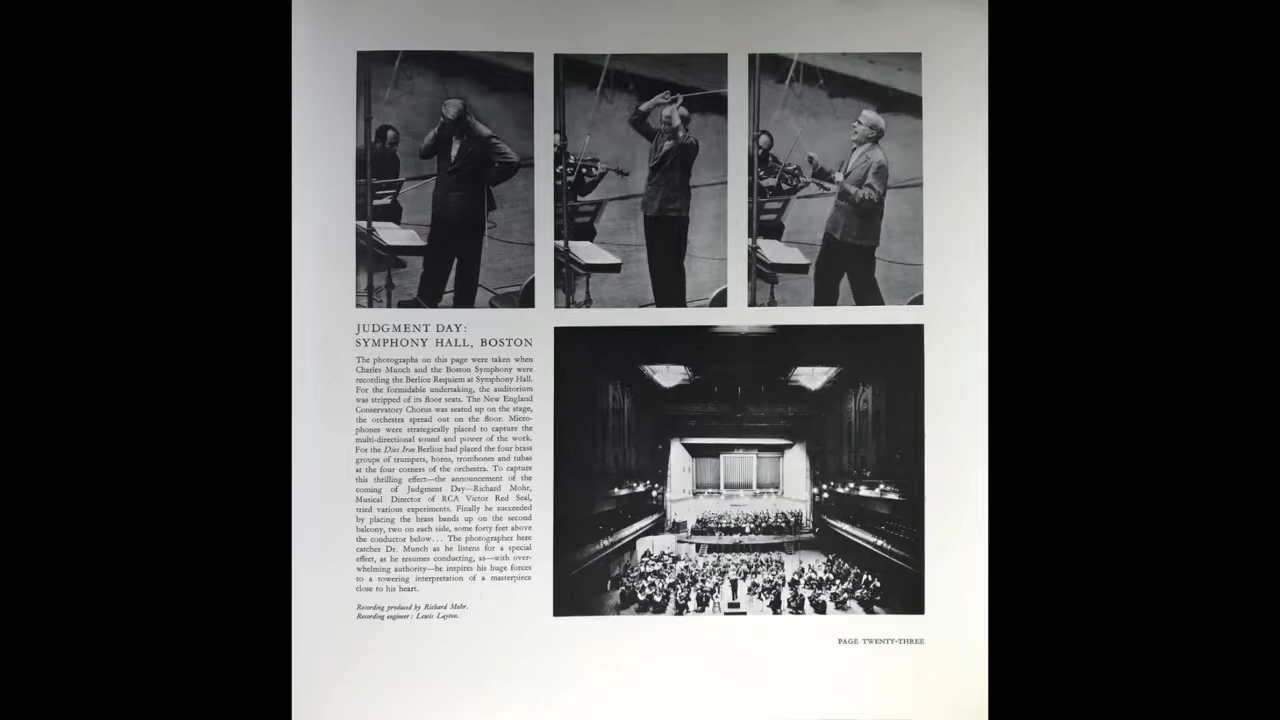 JUDGMENT DAY:
SYMPHONY HALL, BOSTON
The photographs on this page were taken when
Charles Munch and the Boston Symphony were
recording the Berlioz Requiem at Symphony Hall.
For the formidable undertaking, the auditorium
was stripped of its floor seats. The New England
Conservatory Chorus was seated up on the stage,
the orchestra spread out on the floor. Micro-
phones were strategically placed to capture the
multi-directional sound and power of the work.
For the Dies Irae Berlioz had placed the four brass
groups of trumpets, horns, trombones and tubas
at the four corners of the orchestra. To capture
this thrilling effect—the announcement of the
coming of Judgment Day—Richard Mohr,
Musical Director of RCA Victor Red Seal,
tried various experiments. Finally he succeeded
by placing the brass bands up on the second
balcony, two on each side, some forty feet above
the conductor below... The photographer here
catches Dr. Munch as he listens for a special
effect, as he resumes conducting, as—with over-
whelming authority—he inspires his huge forces
to a towering interpretation of a masterpiece
close to his heart.
Recording produced by Richard Mohr.
Recording engineer: Lewis Layton.
PAGE TWENTY-THREE